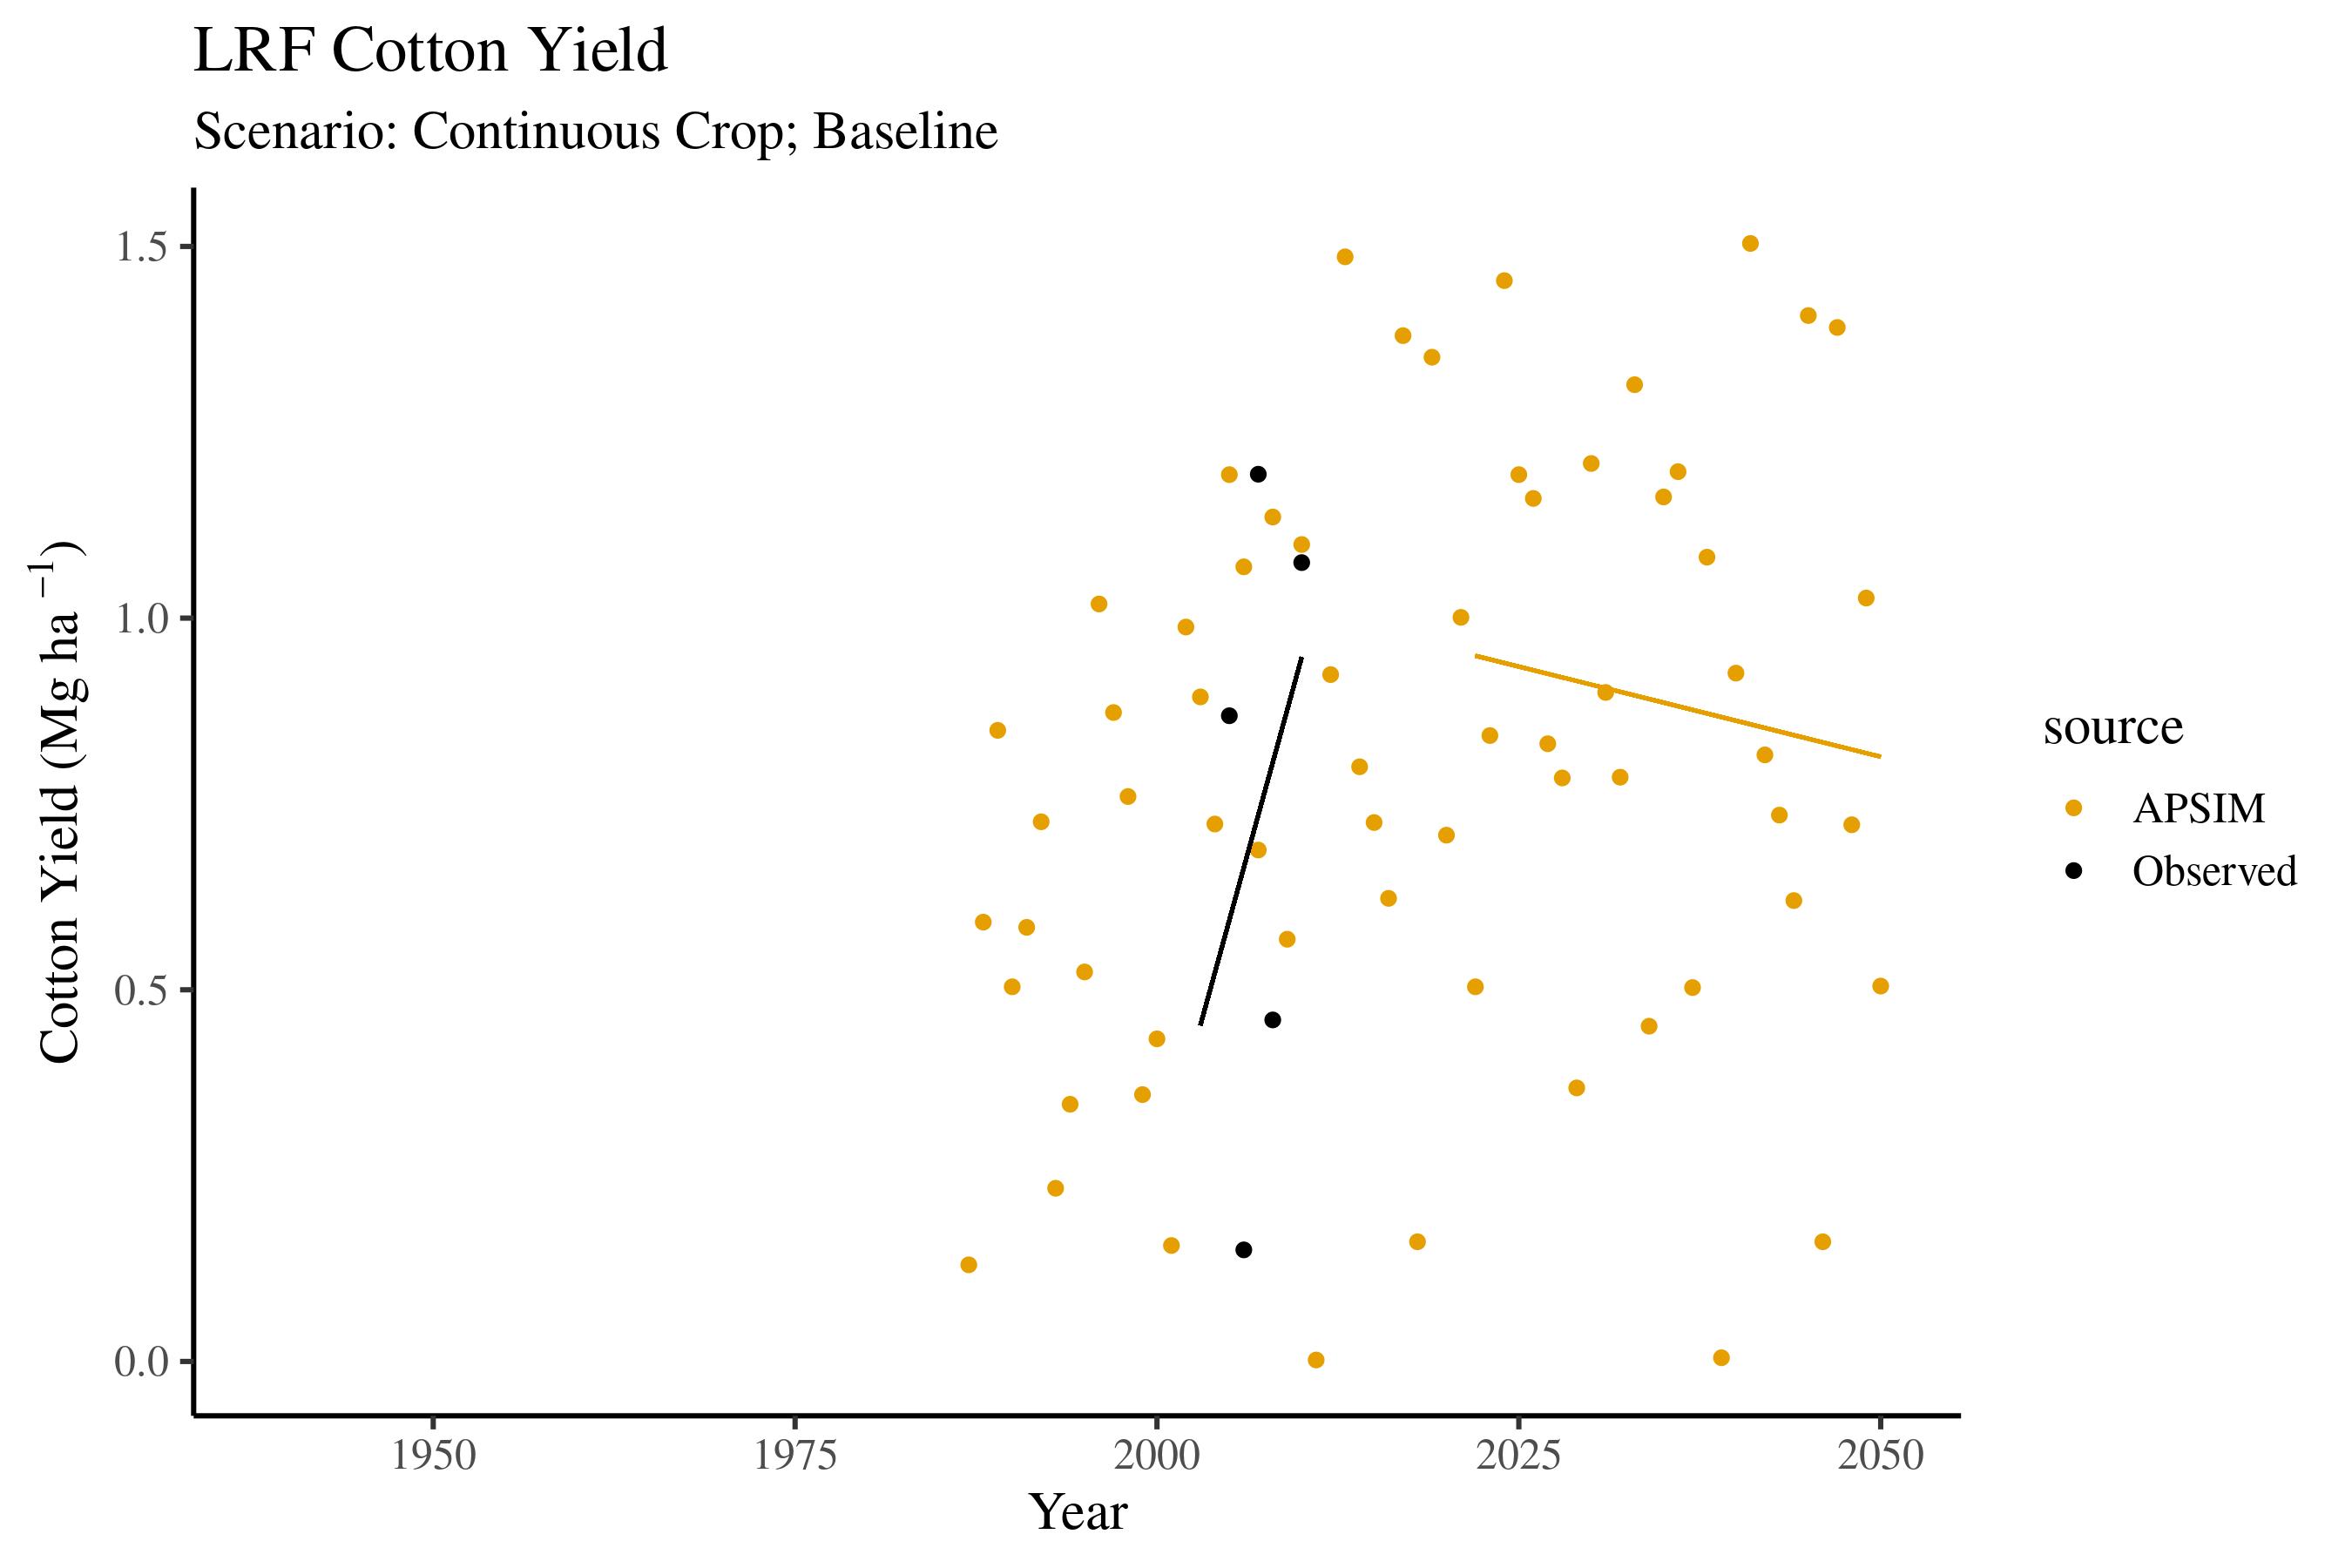 LRF Cotton Yield
Scenario: Continuous Crop; Baseline
Cotton Yield (Mg ha −1)
1.5
1.0
0.5
0.0
1950 1975 2000 2025 2050
Year
source
APSIM
Observed